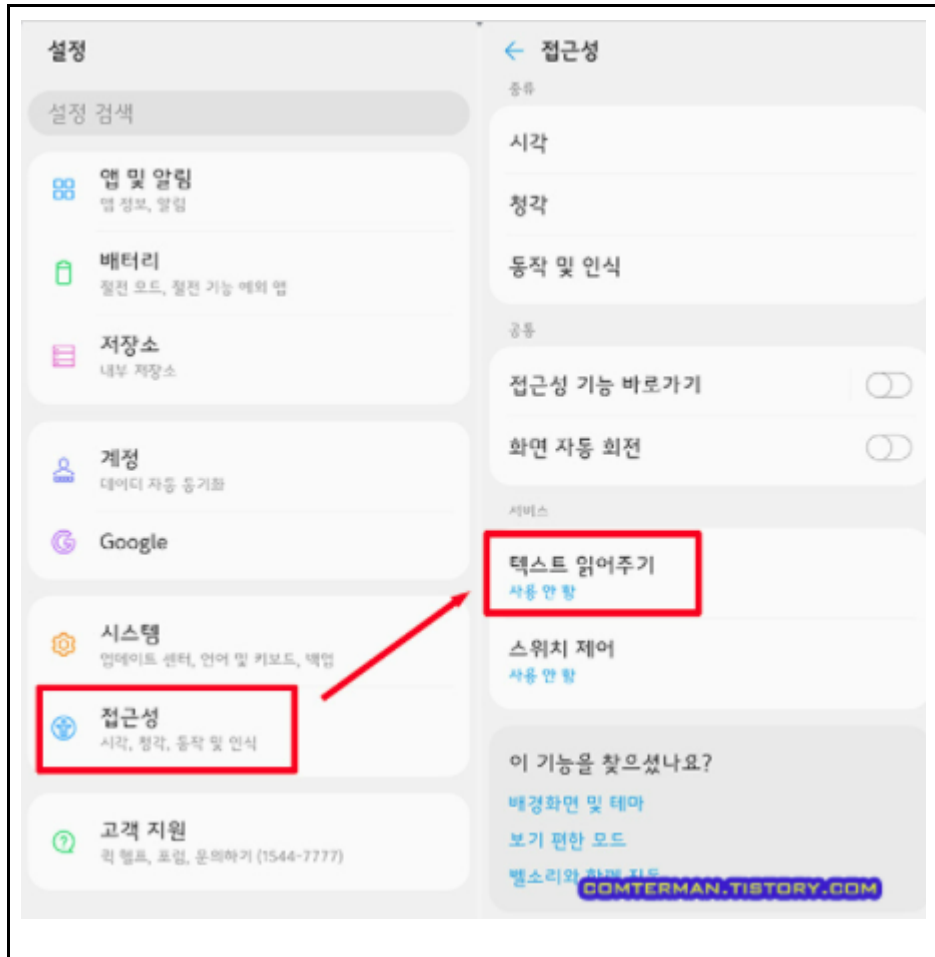 설정
설정 검색
앱 및 알림
앱 정보, 알림
배터리
절전 모드, 절전 기능 예외 앱
저장소
내부 저장소
계정
데이터 자동 동기화
Google
시스템
업데이트 센터, 언어 및 키보드, 백업
접근성
시각, 청각, 동작 및 인식
고객 지원
퀵 헬프, 포럼, 문의하기 (1544-7777)
접근성
종류
시각
청각
동작 및 인식
공통
접근성 기능 바로가기
화면 자동 회전
서비스
텍스트 읽어주기
사용 안 함
스위치 제어
사용 안 함
이 기능을 찾으셨나요?
배경화면 및 테마
보기 편한 모드
벨소리와 함께 진동
COMTERMAN.TISTORY.COM